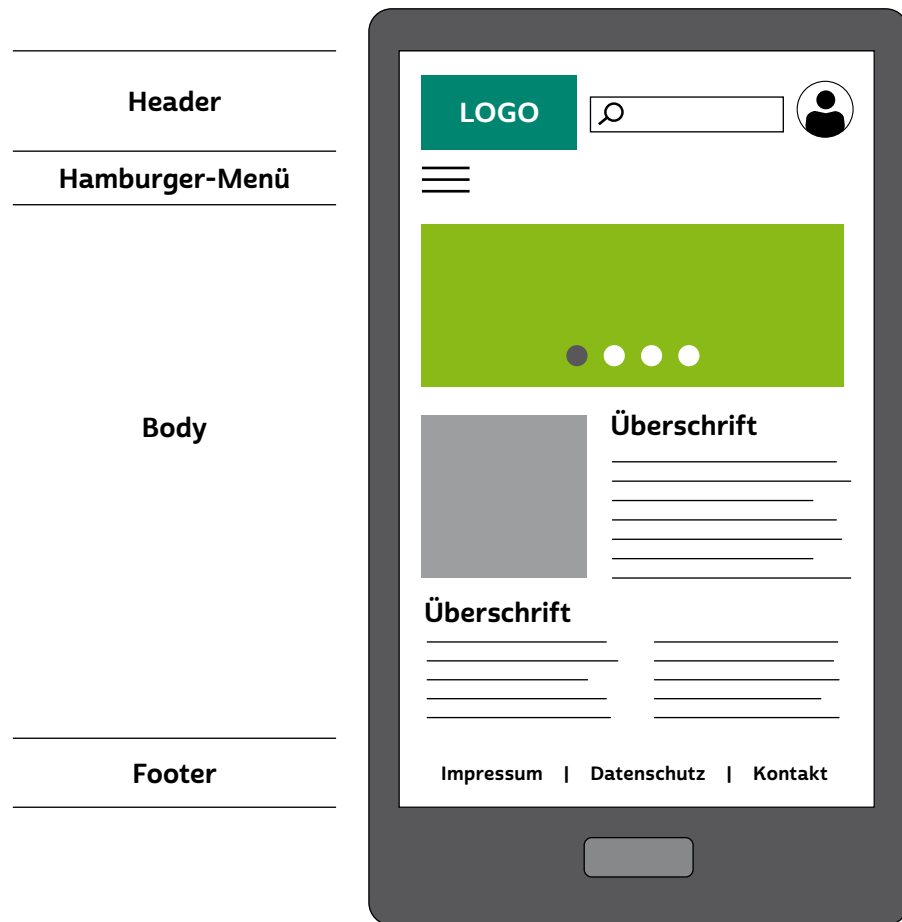 Header
LOGO
Hamburger-Menü
Body
Überschrift
Überschrift
Footer
Impressum | Datenschutz | Kontakt